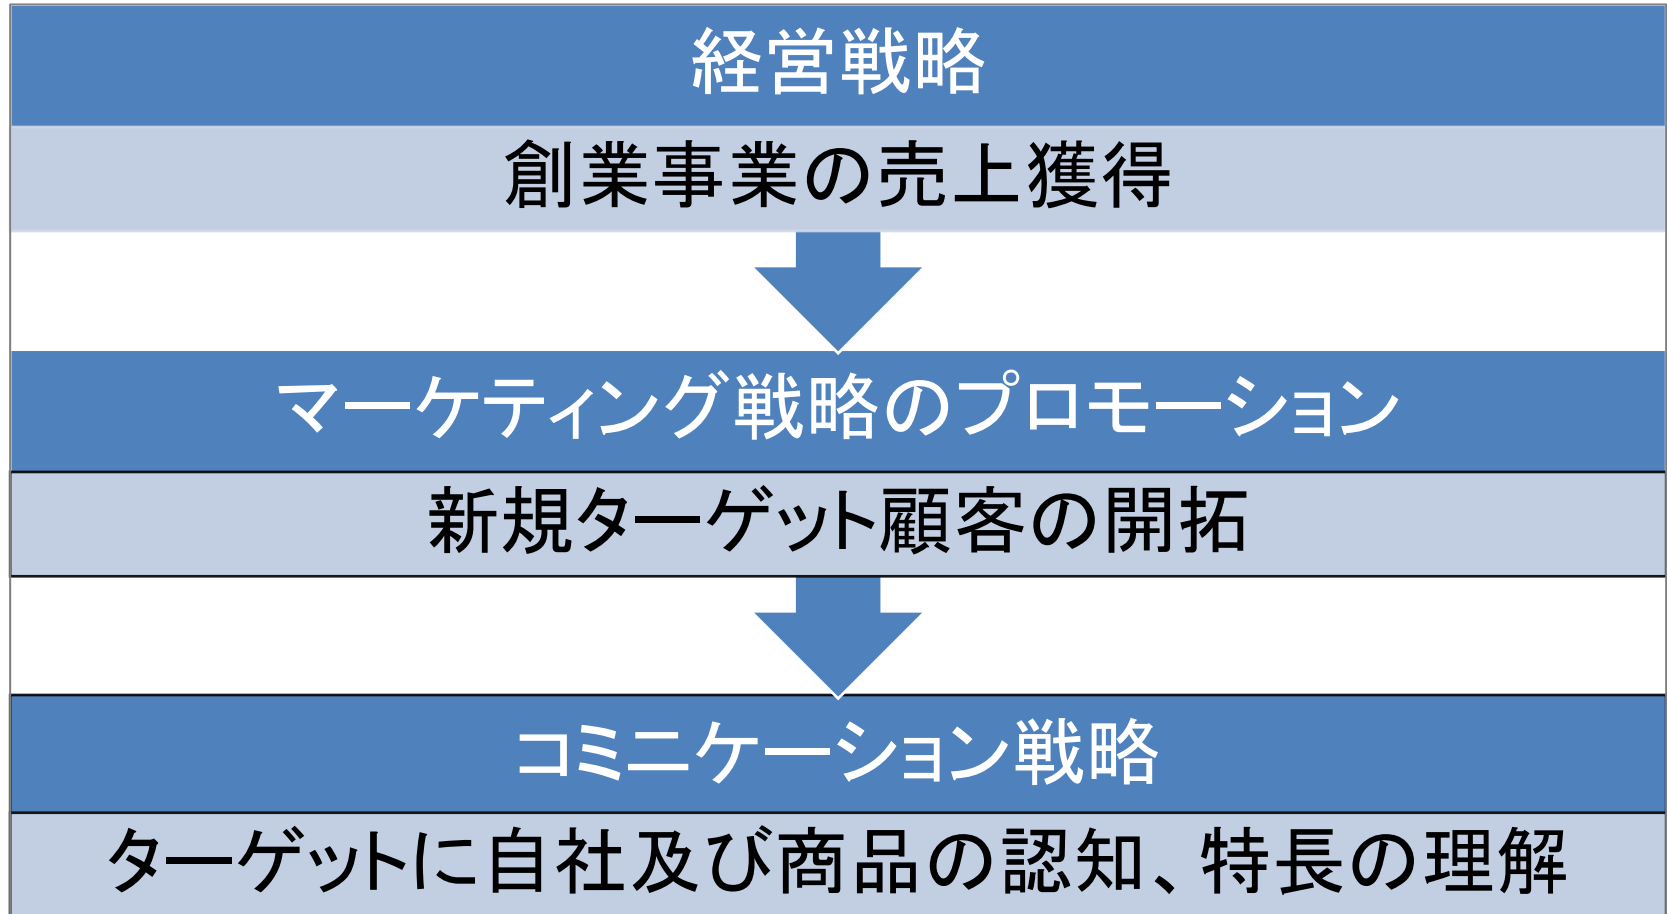 経営戦略
創業事業の売上獲得
マーケティング戦略のプロモーション
新規ターゲット顧客の開拓
コミニケーション戦略
ターゲットに自社及び商品の認知、特長の理解